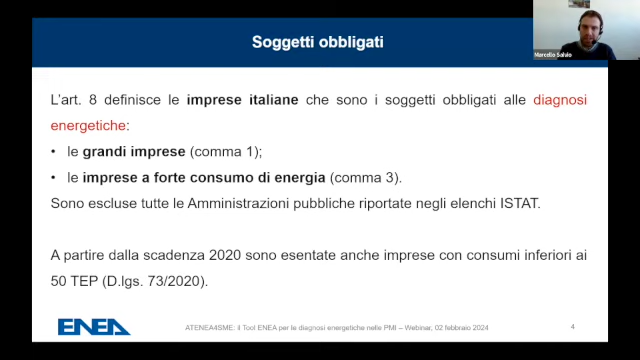 Soggetti obbligati
Marcello Salvio
L'art. 8 definisce le imprese italiane che sono i soggetti obbligati alle diagnosi
energetiche:
• le grandi imprese (comma 1);
• le imprese a forte consumo di energia (comma 3).
Sono escluse tutte le Amministrazioni pubbliche riportate negli elenchi ISTAT.
A partire dalla scadenza 2020 sono esentate anche imprese con consumi inferiori ai
50 TEP (D.lgs. 73/2020).
ENEA
ATENEA4SME: il Tool ENEA per le diagnosi energetiche nelle PMI – Webinar, 02 febbraio 2024
4